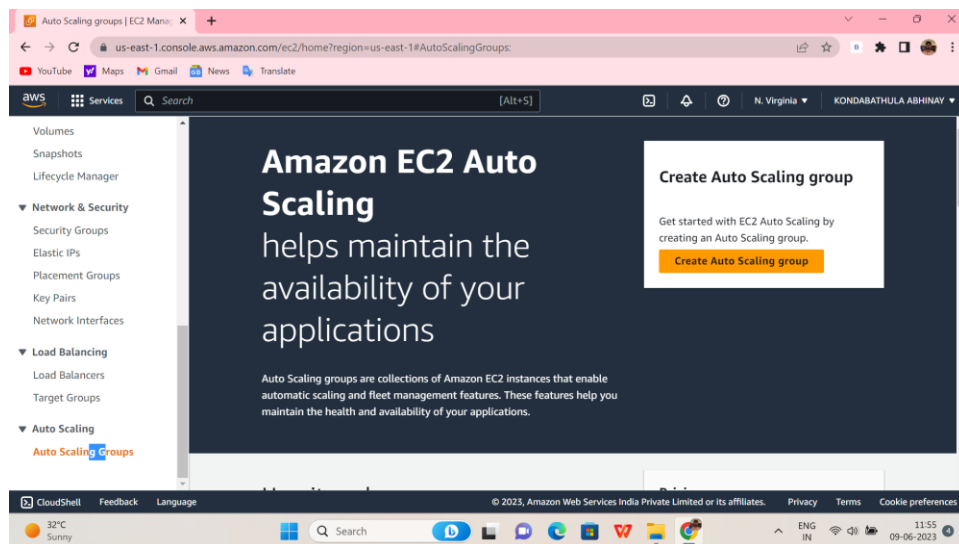 Auto Scaling groups | EC2 Manag
us-east-1.console.aws.amazon.com/ec2/home?region=us-east-1#AutoScalingGroups:
YouTube Maps Gmail News Translate
aws Services Search [Alt+S] N. Virginia KONDABATHULA ABHINAY
Volumes
Snapshots
Lifecycle Manager
Network & Security
Security Groups
Elastic IPs
Placement Groups
Key Pairs
Network Interfaces
Load Balancing
Load Balancers
Target Groups
Auto Scaling
Auto Scaling Groups
Amazon EC2 Auto
Scaling
helps maintain the
availability of your
applications
Auto Scaling groups are collections of Amazon EC2 instances that enable
automatic scaling and fleet management features. These features help you
maintain the health and availability of your applications.
Create Auto Scaling group
Get started with EC2 Auto Scaling by
creating an Auto Scaling group.
Create Auto Scaling group
CloudShell Feedback Language © 2023, Amazon Web Services India Private Limited or its affiliates. Privacy Terms Cookie preferences
32°C
Sunny
Search
ENG
IN
11:55
09-06-2023
4